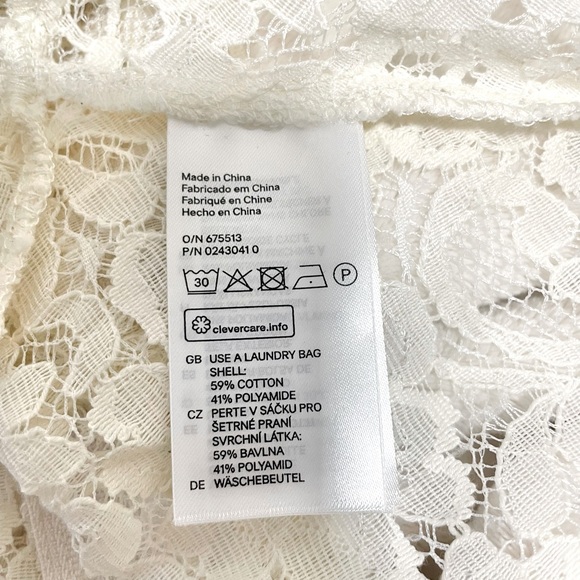 Made in China
Fabricado em China
Fabriqué en Chine
Hecho en China
O/N 675513
P/N 0243041 0
30 P
clevercare.info
GB USE A LAUNDRY BAG
SHELL:
59% COTTON
41% POLYAMIDE
CZ PERTE V SÁČKU PRO
ŠETRNÉ PRANÍ
SVRCHNÍ LÁTKA:
59% BAVLNA
41% POLYAMID
DE WÄSCHEBEUTEL